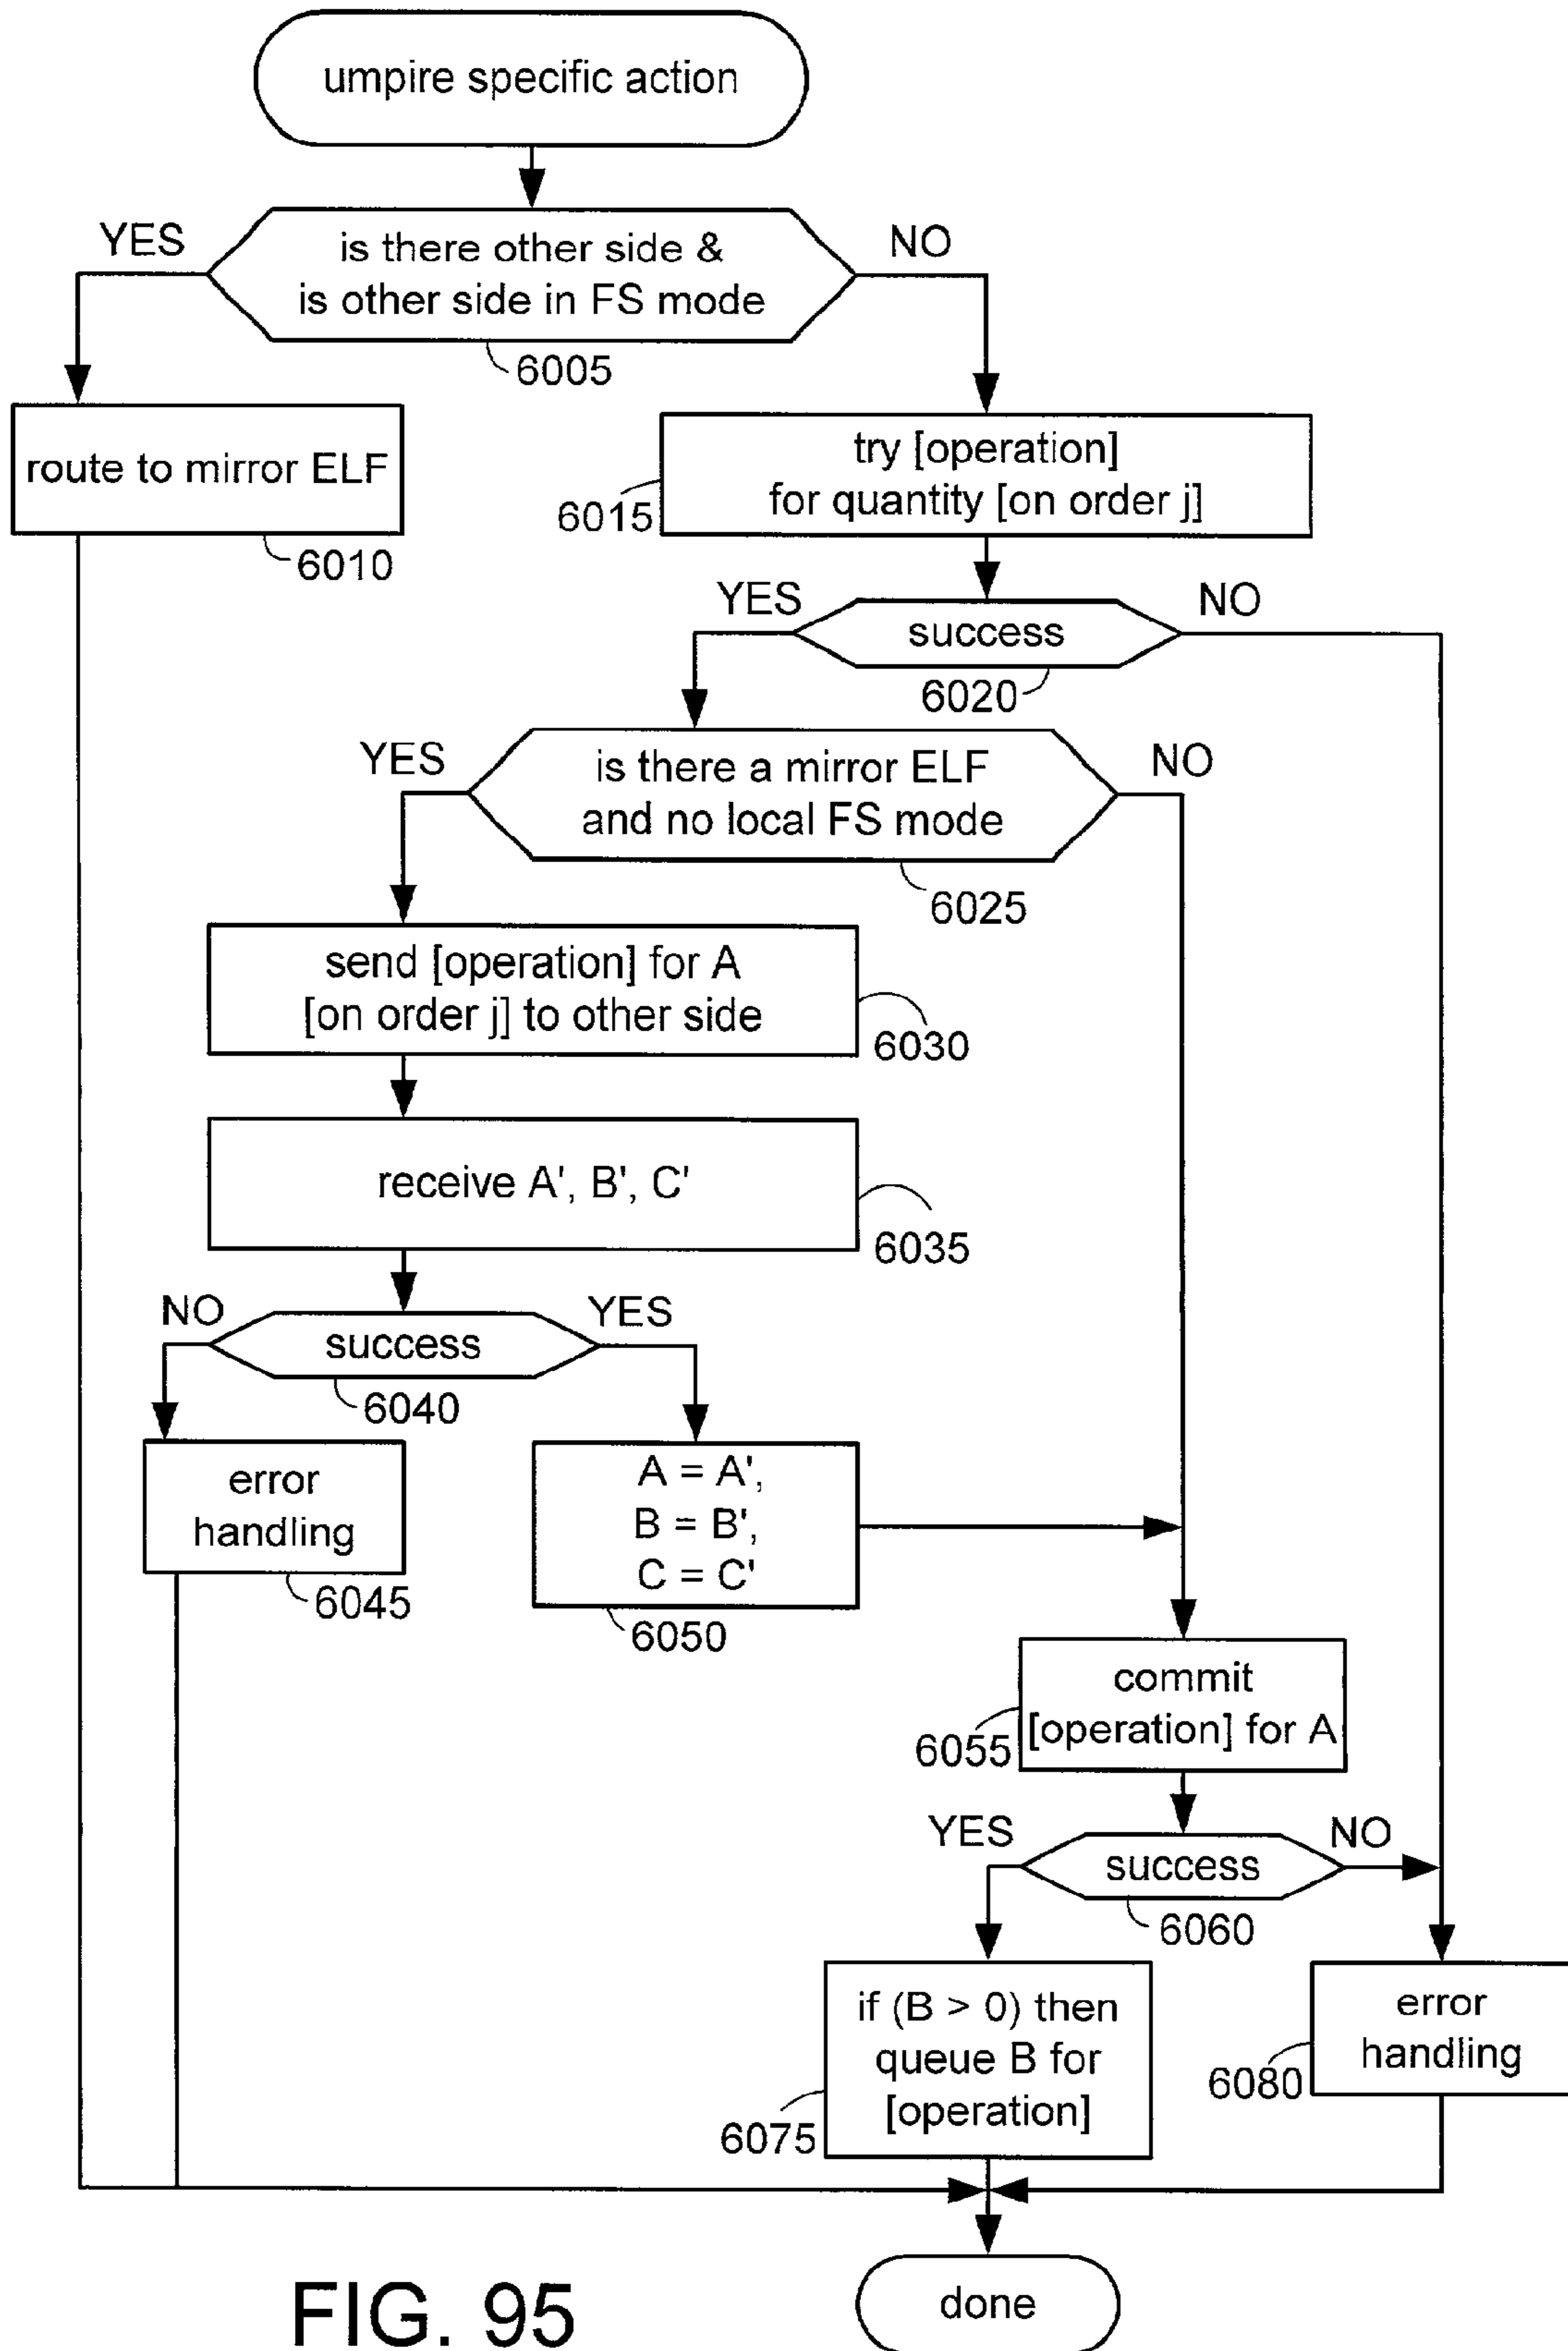 umpire specific action
YES
is there other side &
is other side in FS mode
NO
6005
route to mirror ELF
6010
try [operation]
for quantity [on order j]
6015
YES
success
NO
6020
YES
is there a mirror ELF
and no local FS mode
NO
6025
send [operation] for A
[on order j] to other side
6030
receive A', B', C'
6035
NO
success
YES
6040
error
handling
6045
A = A',
B = B',
C = C'
6050
commit
[operation] for A
6055
YES
success
NO
6060
if (B > 0) then
queue B for
[operation]
6075
error
handling
6080
done
FIG. 95